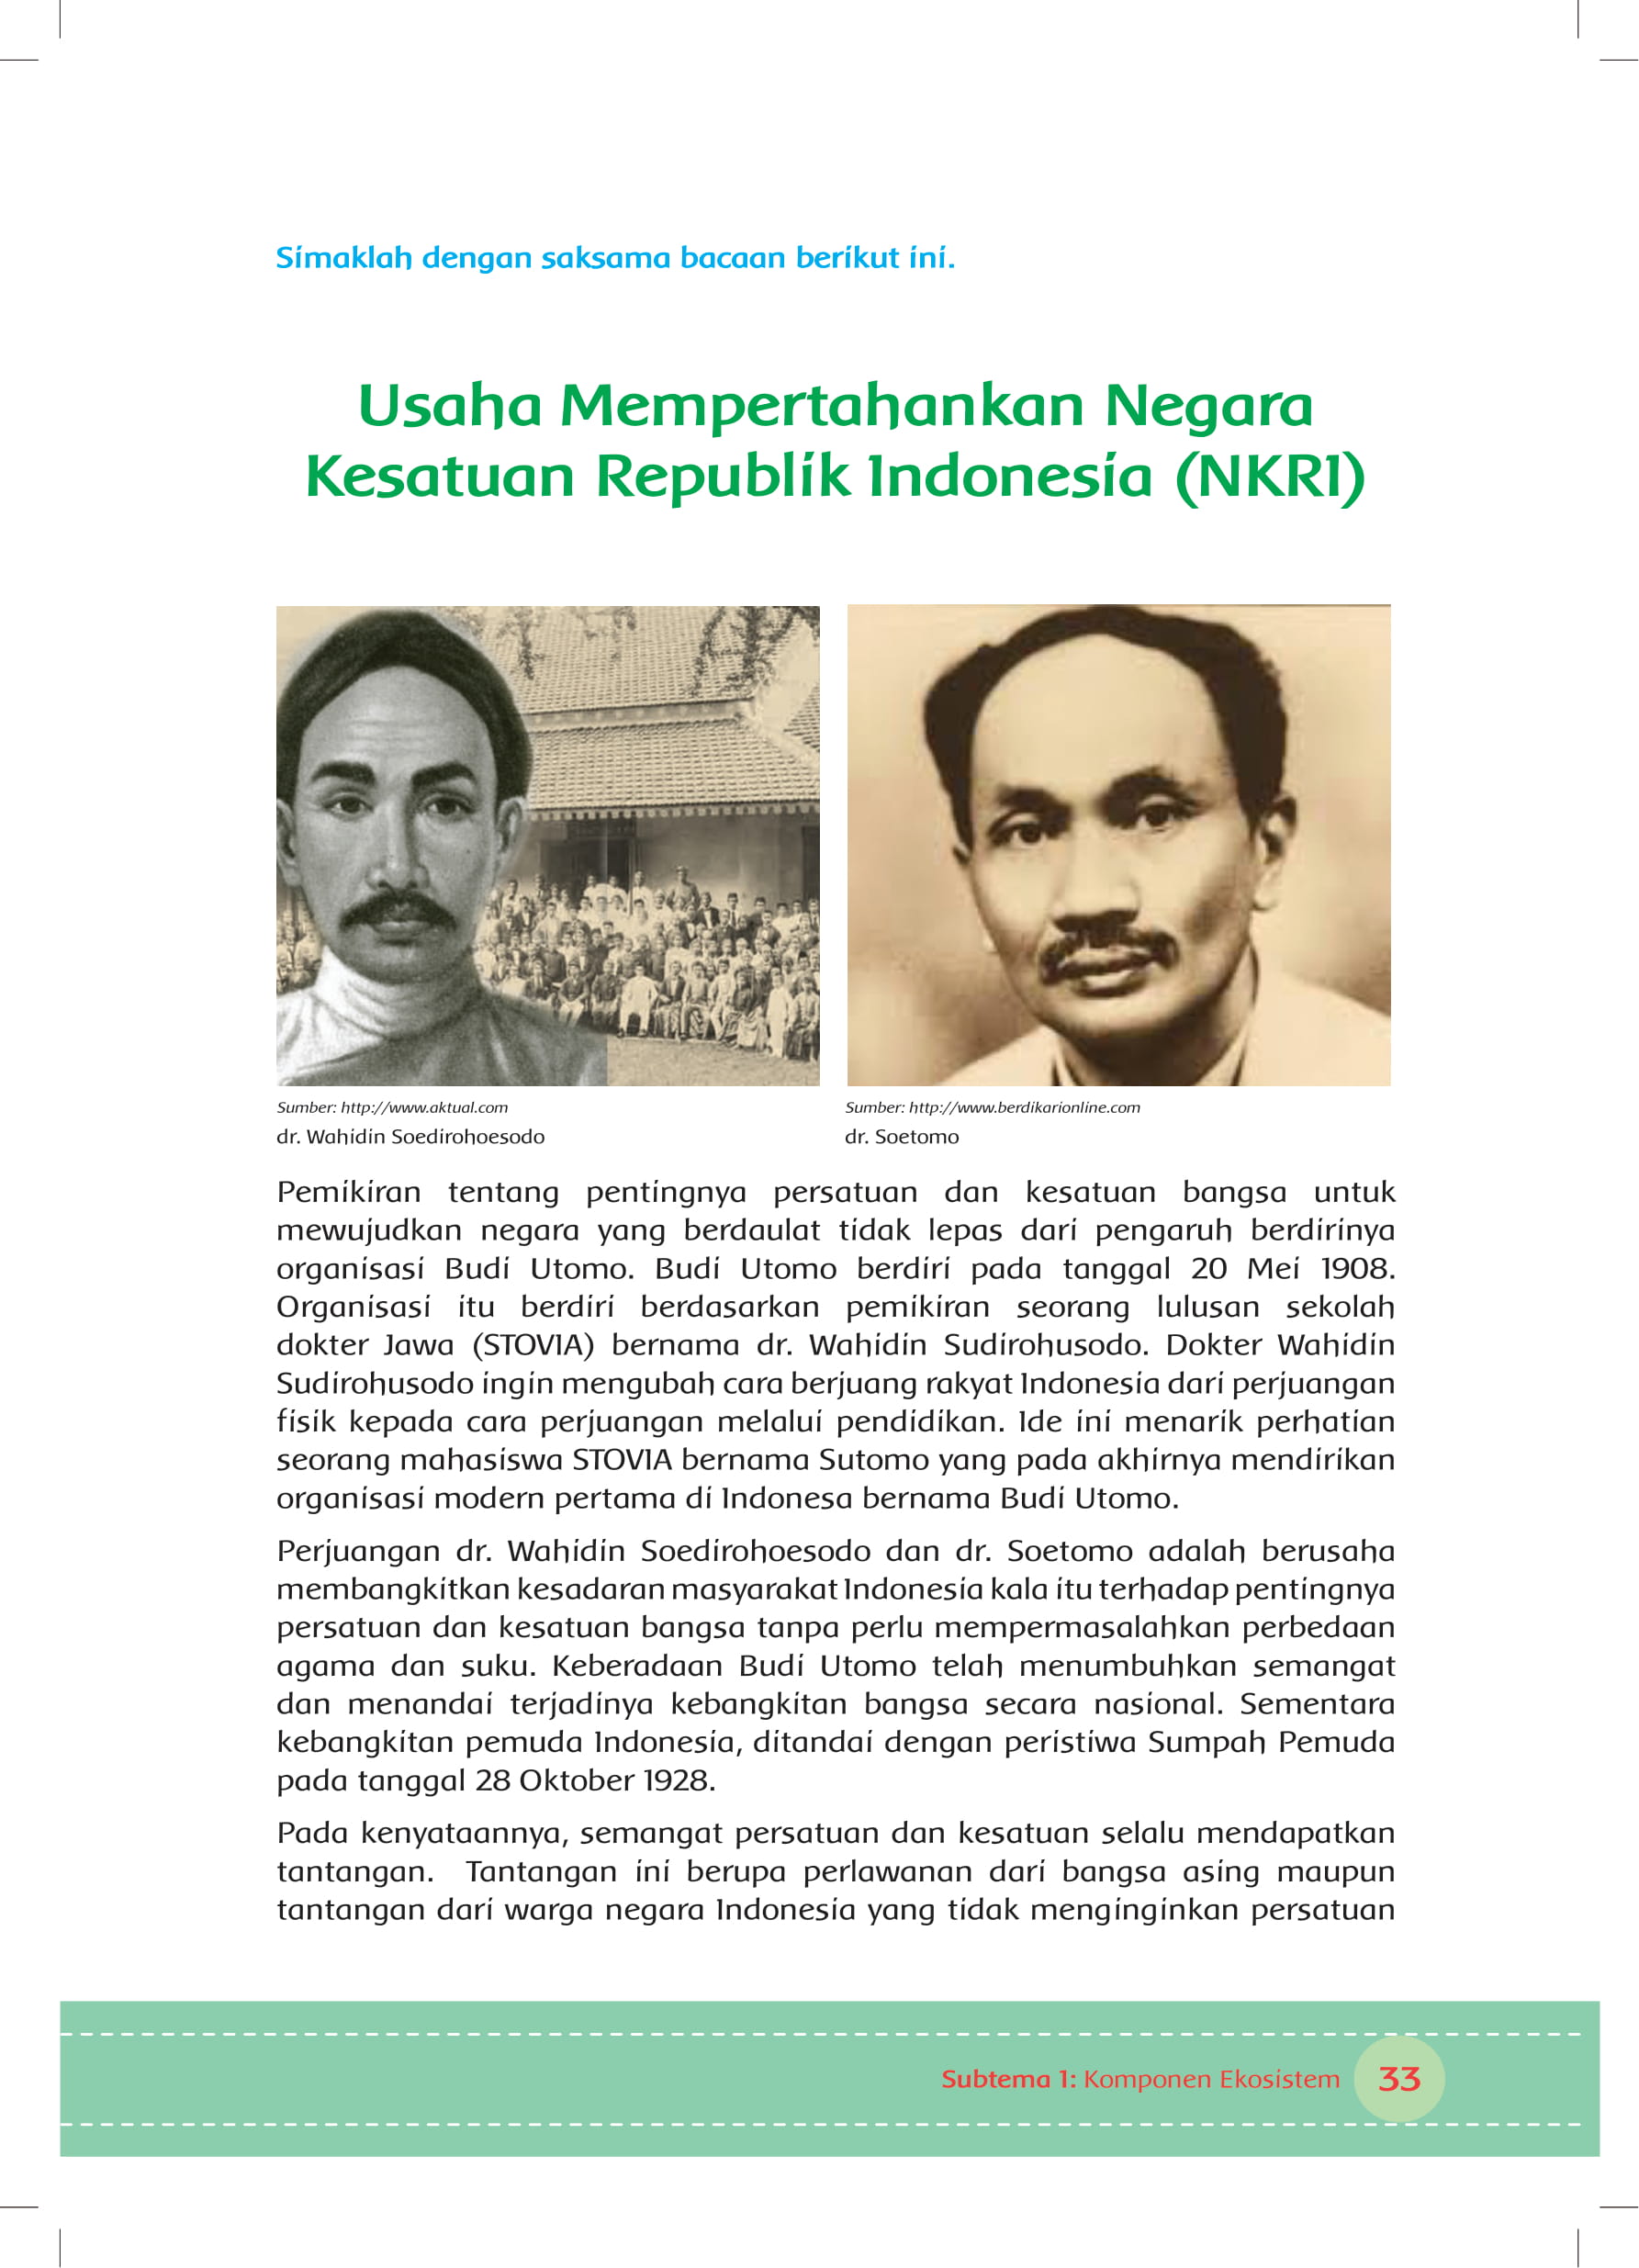 Simaklah dengan saksama bacaan berikut ini.
Usaha Mempertahankan Negara
Kesatuan Republik Indonesia (NKRI)
Sumber: http://www.aktual.com
dr. Wahidin Soedirohoesodo
Sumber: http://www.berdikarionline.com
dr. Soetomo
Pemikiran tentang pentingnya persatuan dan kesatuan bangsa untuk
mewujudkan negara yang berdaulat tidak lepas dari pengaruh berdirinya
organisasi Budi Utomo. Budi Utomo berdiri pada tanggal 20 Mei 1908.
Organisasi itu berdiri berdasarkan pemikiran seorang lulusan sekolah
dokter Jawa (STOVIA) bernama dr. Wahidin Sudirohusodo. Dokter Wahidin
Sudirohusodo ingin mengubah cara berjuang rakyat Indonesia dari perjuangan
fisik kepada cara perjuangan melalui pendidikan. Ide ini menarik perhatian
seorang mahasiswa STOVIA bernama Sutomo yang pada akhirnya mendirikan
organisasi modern pertama di Indonesa bernama Budi Utomo.
Perjuangan dr. Wahidin Soedirohoesodo dan dr. Soetomo adalah berusaha
membangkitkan kesadaran masyarakat Indonesia kala itu terhadap pentingnya
persatuan dan kesatuan bangsa tanpa perlu mempermasalahkan perbedaan
agama dan suku. Keberadaan Budi Utomo telah menumbuhkan semangat
dan menandai terjadinya kebangkitan bangsa secara nasional. Sementara
kebangkitan pemuda Indonesia, ditandai dengan peristiwa Sumpah Pemuda
pada tanggal 28 Oktober 1928.
Pada kenyataannya, semangat persatuan dan kesatuan selalu mendapatkan
tantangan. Tantangan ini berupa perlawanan dari bangsa asing maupun
tantangan dari warga negara Indonesia yang tidak menginginkan persatuan
Subtema 1: Komponen Ekosistem 33